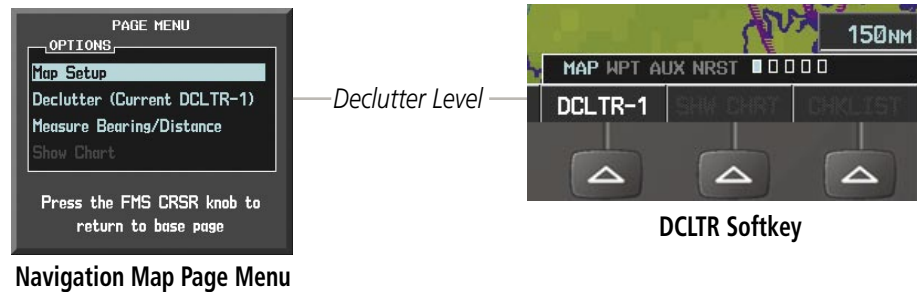 PAGE MENU
OPTIONS
Map Setup
Declutter (Current DCLTR-1)
Measure Bearing/Distance
Show Chart
Press the FMS CRSR knob to
return to base page
Navigation Map Page Menu
Declutter Level
150NM
MAP WPT AUX NRST
DCLTR-1 SHW CHRT CHKLIST
DCLTR Softkey